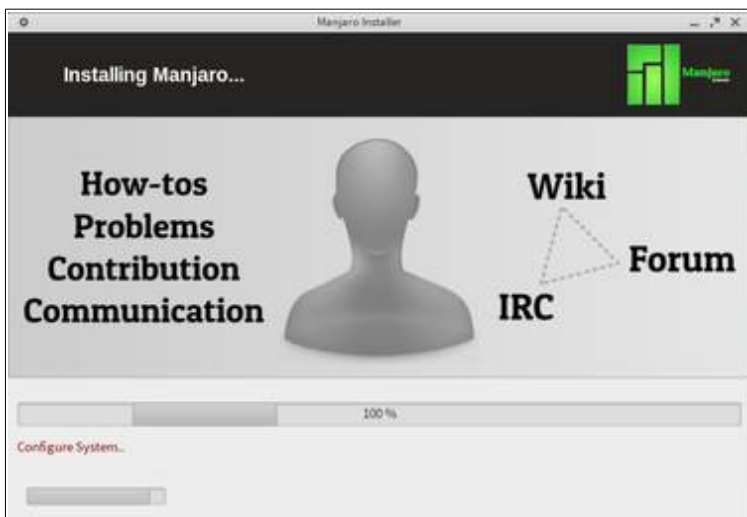 Manjaro Installer
Installing Manjaro...
Manjaro
How-tos
Problems
Contribution
Communication
Wiki
Forum
IRC
100 %
Configure System..